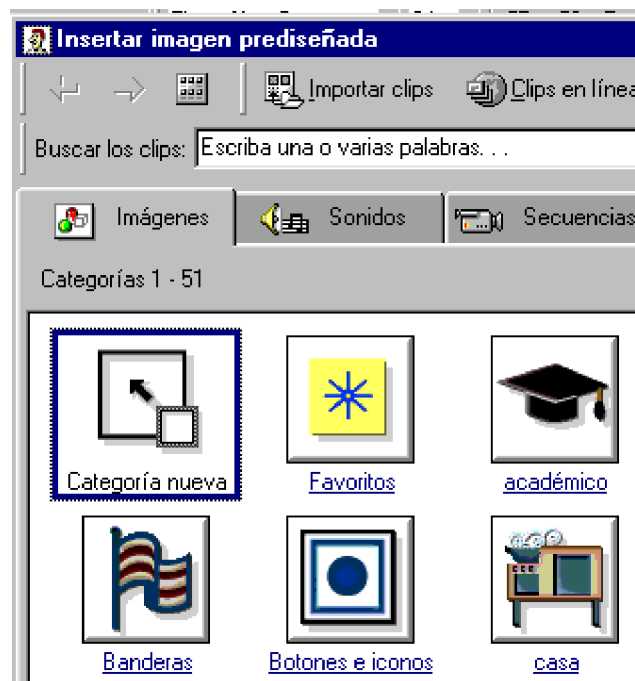 Insertar imagen prediseñada
Importar clips Clips en línea
Buscar los clips: Escriba una o varias palabras. . .
Imágenes Sonidos Secuencias
Categorías 1 - 51
Categoría nueva Favoritos académico
Banderas Botones e iconos casa